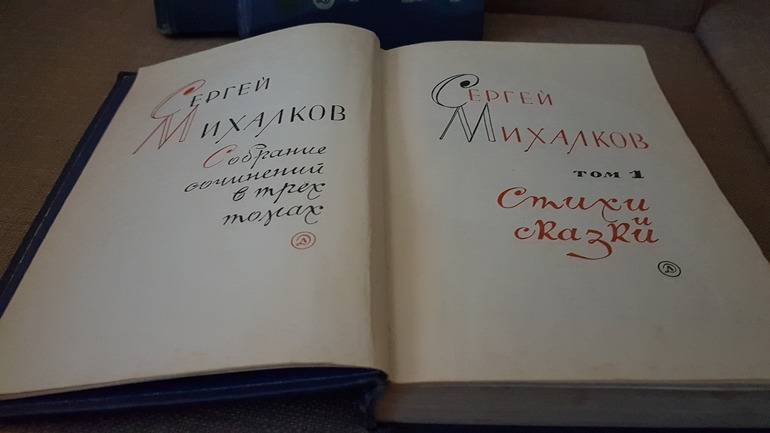 Сергей
Михалков
Собрание
сочинений
в трех
томах
Сергей
Михалков
том 1
Стихи
и
сказки